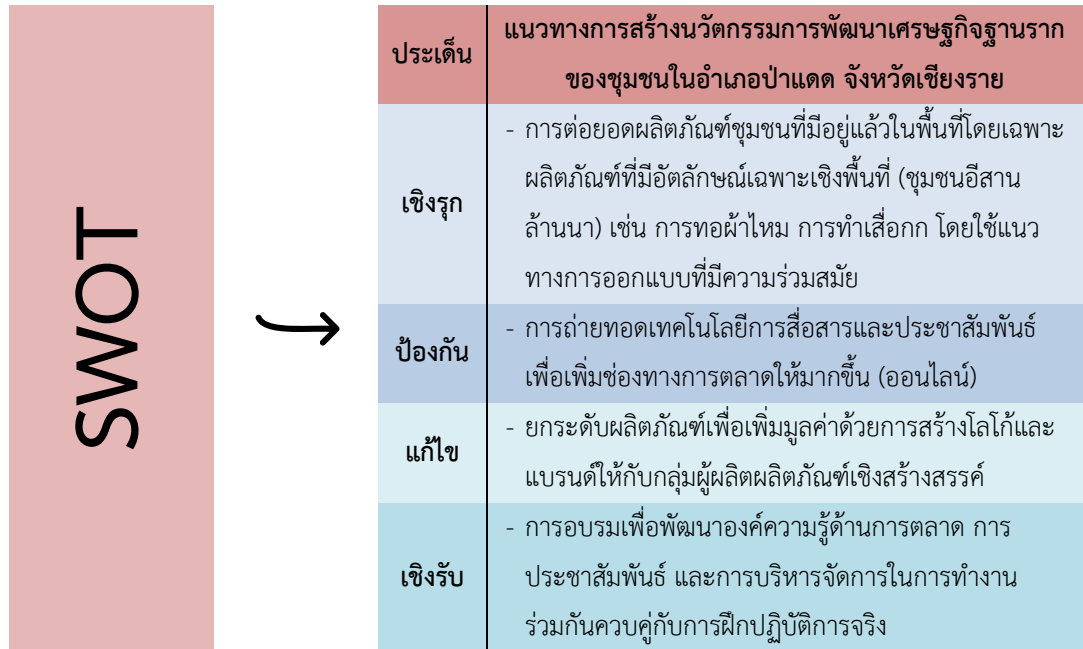 SWOT
ประเด็น
แนวทางการสร้างนวัตกรรมการพัฒนาเศรษฐกิจฐานราก
ของชุมชนในอำเภอป่าแดด จังหวัดเชียงราย
เชิงรุก
- การต่อยอดผลิตภัณฑ์ชุมชนที่มีอยู่แล้วในพื้นที่โดยเฉพาะ
ผลิตภัณฑ์ที่มีอัตลักษณ์เฉพาะเชิงพื้นที่ (ชุมชนอีสาน
ล้านนา) เช่น การทอผ้าไหม การทำเสื่อกก โดยใช้แนว
ทางการออกแบบที่มีความร่วมสมัย
ป้องกัน
- การถ่ายทอดเทคโนโลยีการสื่อสารและประชาสัมพันธ์
เพื่อเพิ่มช่องทางการตลาดให้มากขึ้น (ออนไลน์)
แก้ไข
- ยกระดับผลิตภัณฑ์เพื่อเพิ่มมูลค่าด้วยการสร้างโลโก้และ
แบรนด์ให้กับกลุ่มผู้ผลิตผลิตภัณฑ์เชิงสร้างสรรค์
เชิงรับ
- การอบรมเพื่อพัฒนาองค์ความรู้ด้านการตลาด การ
ประชาสัมพันธ์ และการบริหารจัดการในการทำงาน
ร่วมกันควบคู่กับการฝึกปฏิบัติการจริง